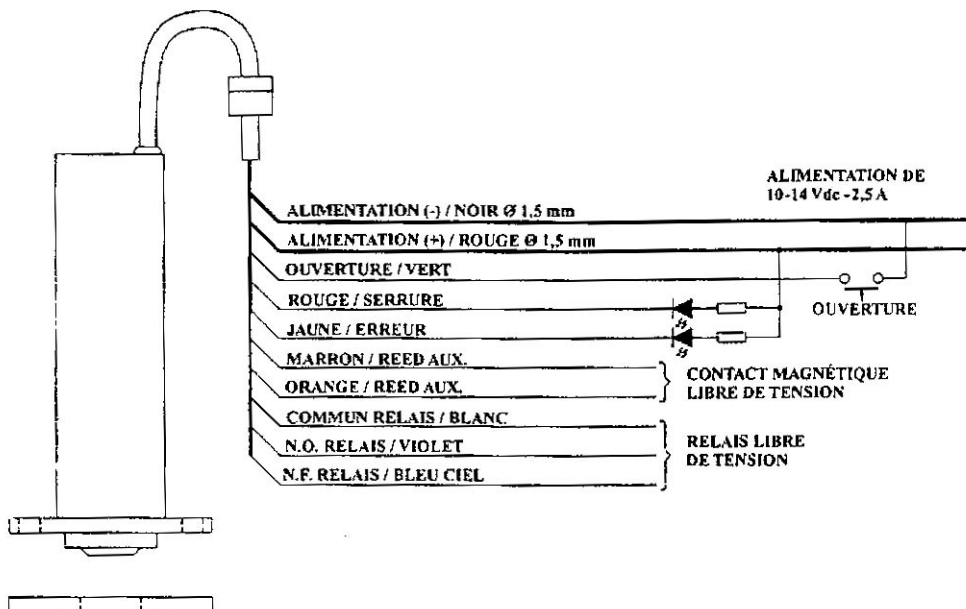 ALIMENTATION DE
10-14 Vdc -2,5 A
ALIMENTATION (-) / NOIR Ø 1,5 mm
ALIMENTATION (+) / ROUGE Ø 1,5 mm
OUVERTURE / VERT
OUVERTURE
ROUGE / SERRURE
JAUNE / ERREUR
MARRON / REED AUX.
ORANGE / REED AUX.
CONTACT MAGNÉTIQUE
LIBRE DE TENSION
COMMUN RELAIS / BLANC
N.O. RELAIS / VIOLET
N.F. RELAIS / BLEU CIEL
RELAIS LIBRE
DE TENSION